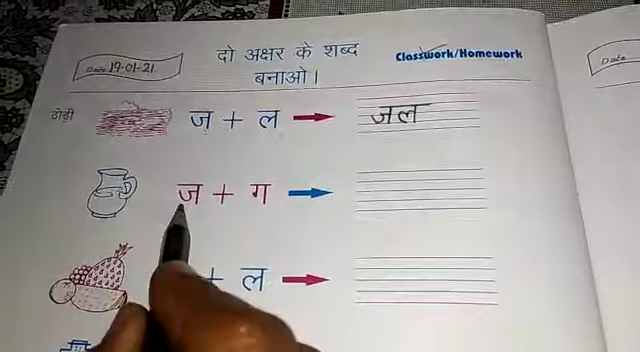 Date 19-01-21
दो अक्षर के शब्द
बनाओ।
Classwork/Homework
Date
ज + ल → जल
ज + ग →
+ ल →